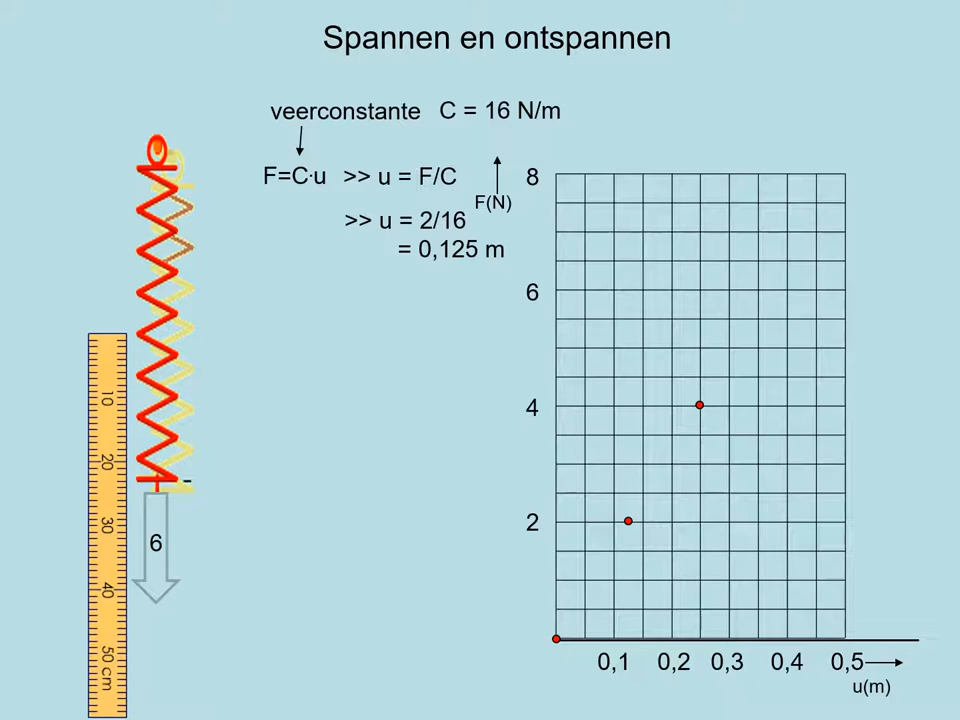 Spannen en ontspannen
veerconstante C = 16 N/m
F=C·u >> u = F/C
>> u = 2/16
= 0,125 m
F(N)
8
6
4
2
0,1 0,2 0,3 0,4 0,5
u(m)
10
20
30
40
50 cm
6